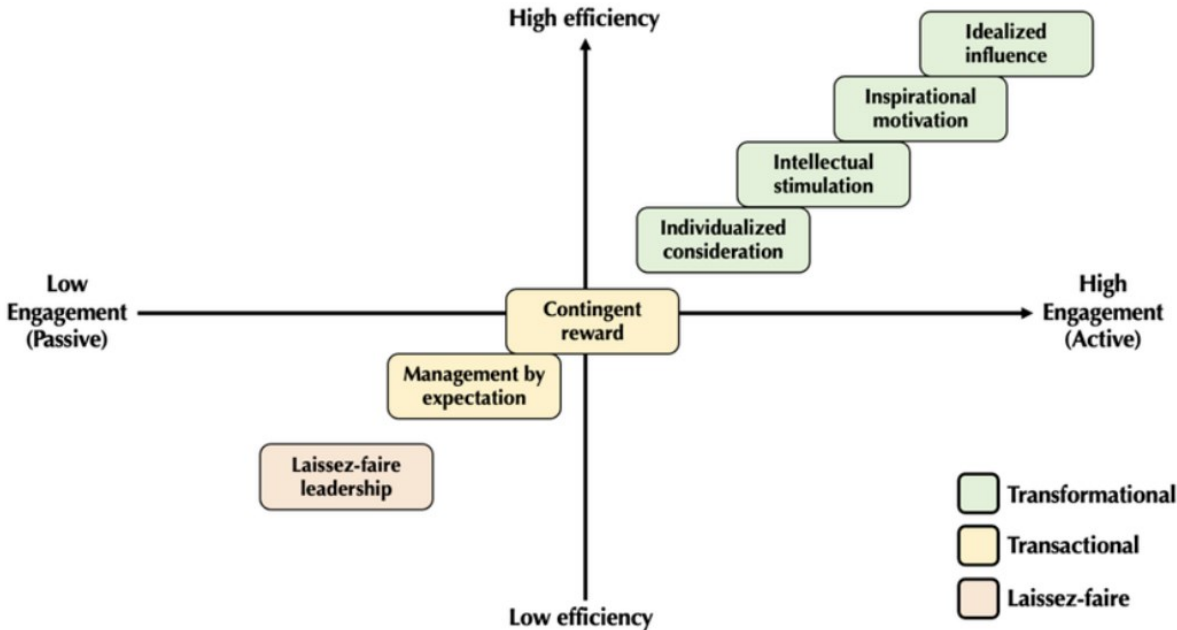 High efficiency
Idealized
influence
Inspirational
motivation
Intellectual
stimulation
Individualized
consideration
Low
Engagement
(Passive)
Contingent
reward
High
Engagement
(Active)
Management by
expectation
Laissez-faire
leadership
Transformational
Transactional
Laissez-faire
Low efficiency